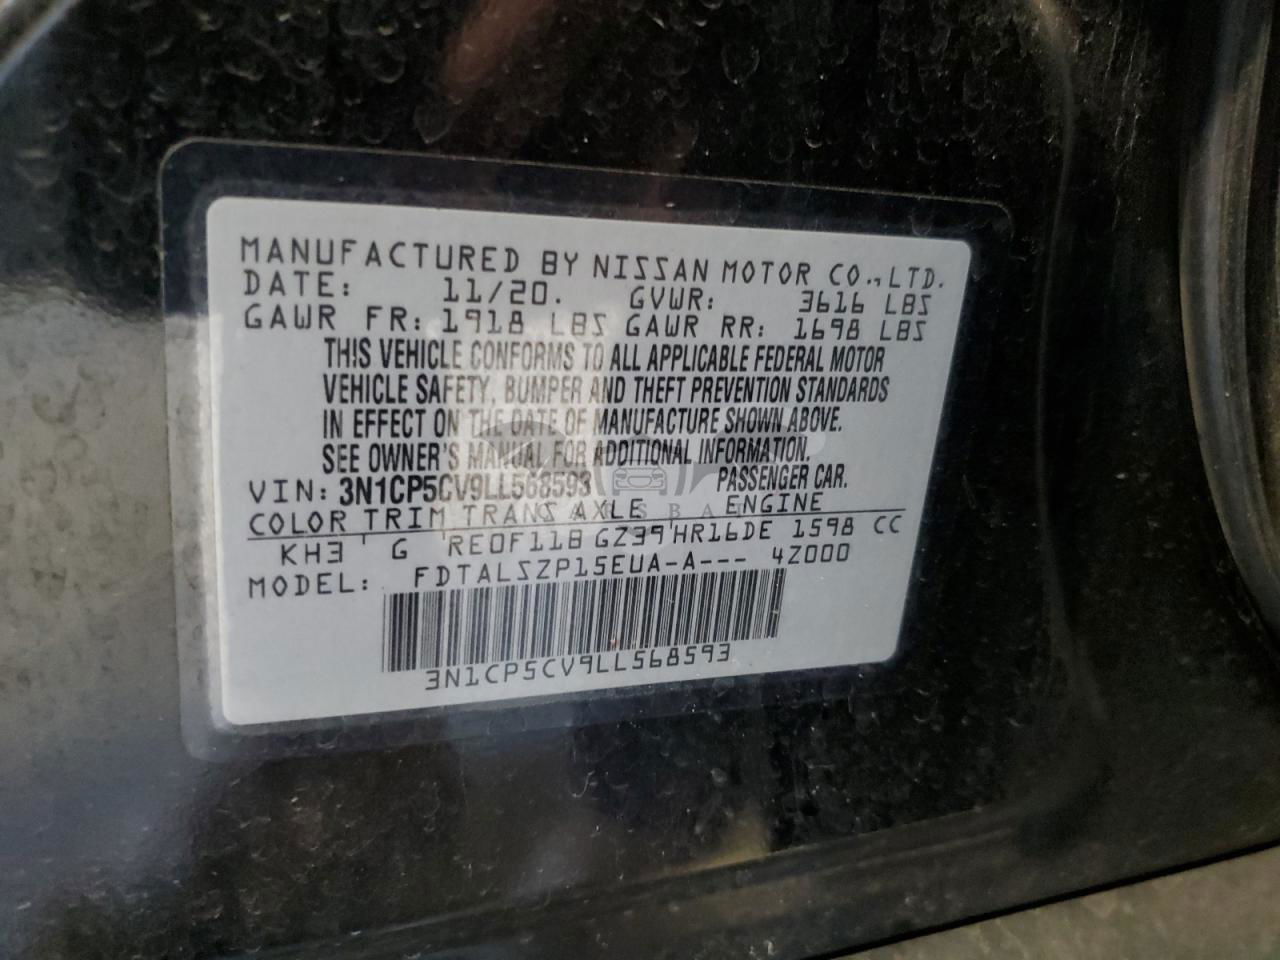 MANUFACTURED BY NISSAN MOTOR CO., LTD.
DATE: 11/20. GVWR: 3616 LBS
GAWR FR: 1918 LBS GAWR RR: 1698 LBS
THIS VEHICLE CONFORMS TO ALL APPLICABLE FEDERAL MOTOR
VEHICLE SAFETY, BUMPER AND THEFT PREVENTION STANDARDS
IN EFFECT ON THE DATE OF MANUFACTURE SHOWN ABOVE.
SEE OWNER'S MANUAL FOR ADDITIONAL INFORMATION.
VIN: 3N1CP5CV9LL568593 PASSENGER CAR.
COLOR TRIM TRANS AXLE ENGINE
KH3 G RE0F11B GZ39 HR16DE 1598 CC
MODEL: FDTALSZP15EUA-A--- 4Z000
3N1CP5CV9LL568593